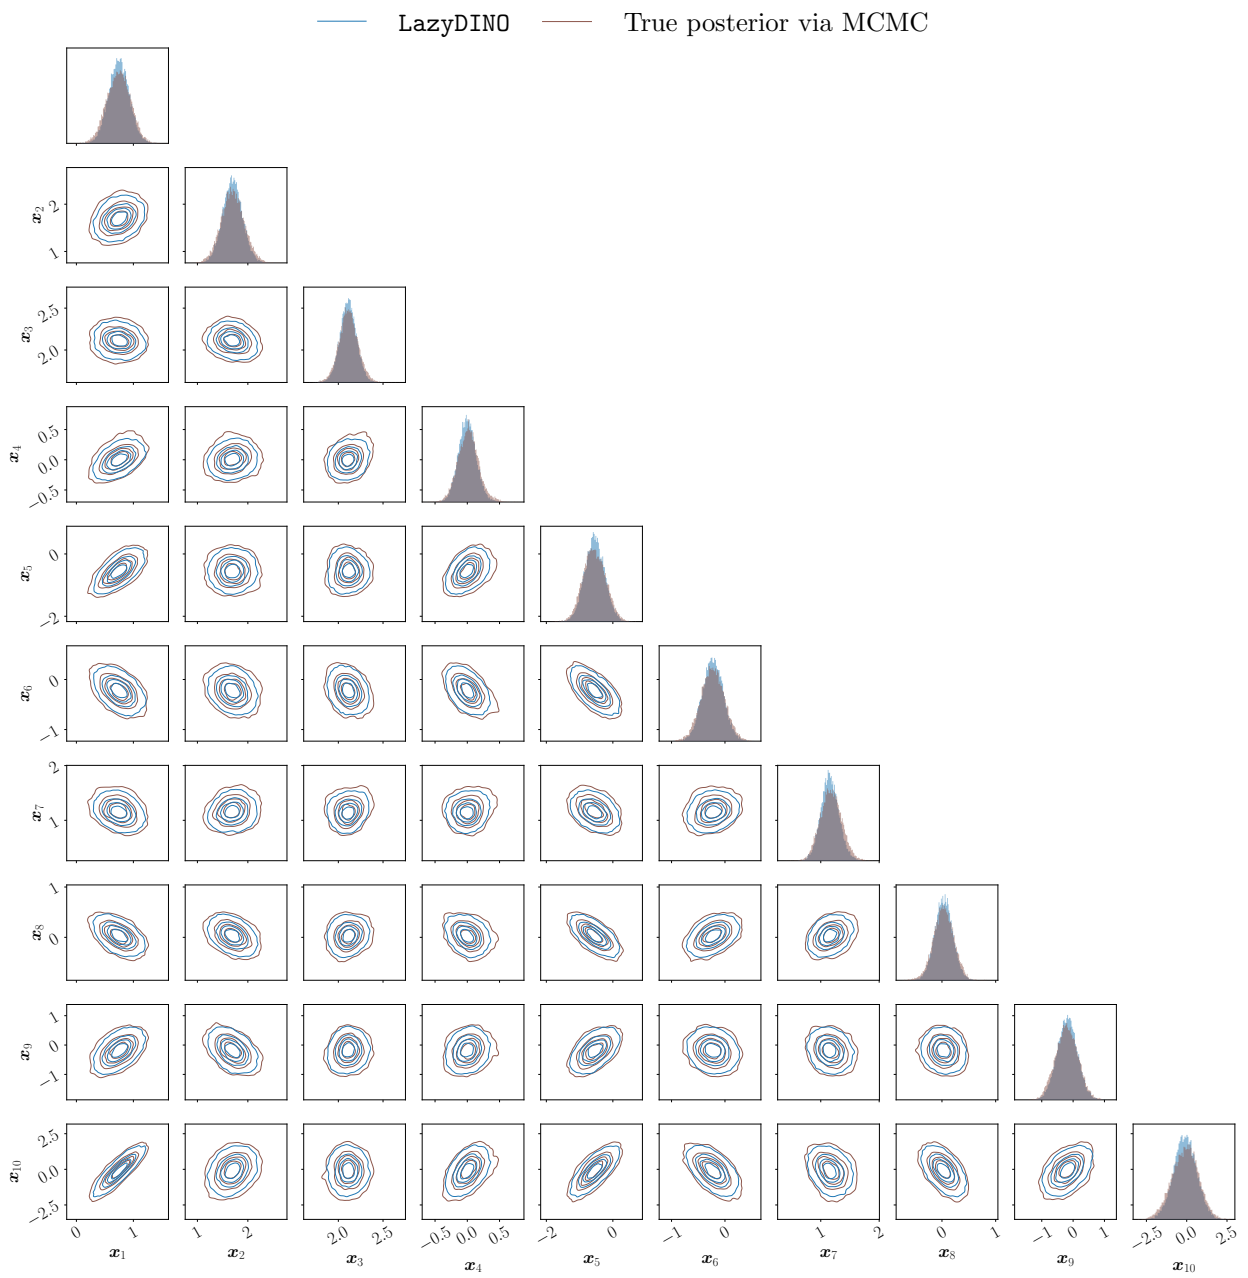 LazyDINO True posterior via MCMC
x2 2 1
x3 2.5 2.0
x4 0.5 0.0 −0.5
x5 0 −2
x6 0 −1
x7 2 1
x8 1 0
x9 1 0 −1
x10 2.5 0.0 −2.5
0 1 1 2 2.0 2.5 −0.5 0.0 0.5 −2 0 −1 0 1 2 0 1 −1 0 1 −2.5 0.0 2.5
x1 x2 x3 x4 x5 x6 x7 x8 x9 x10